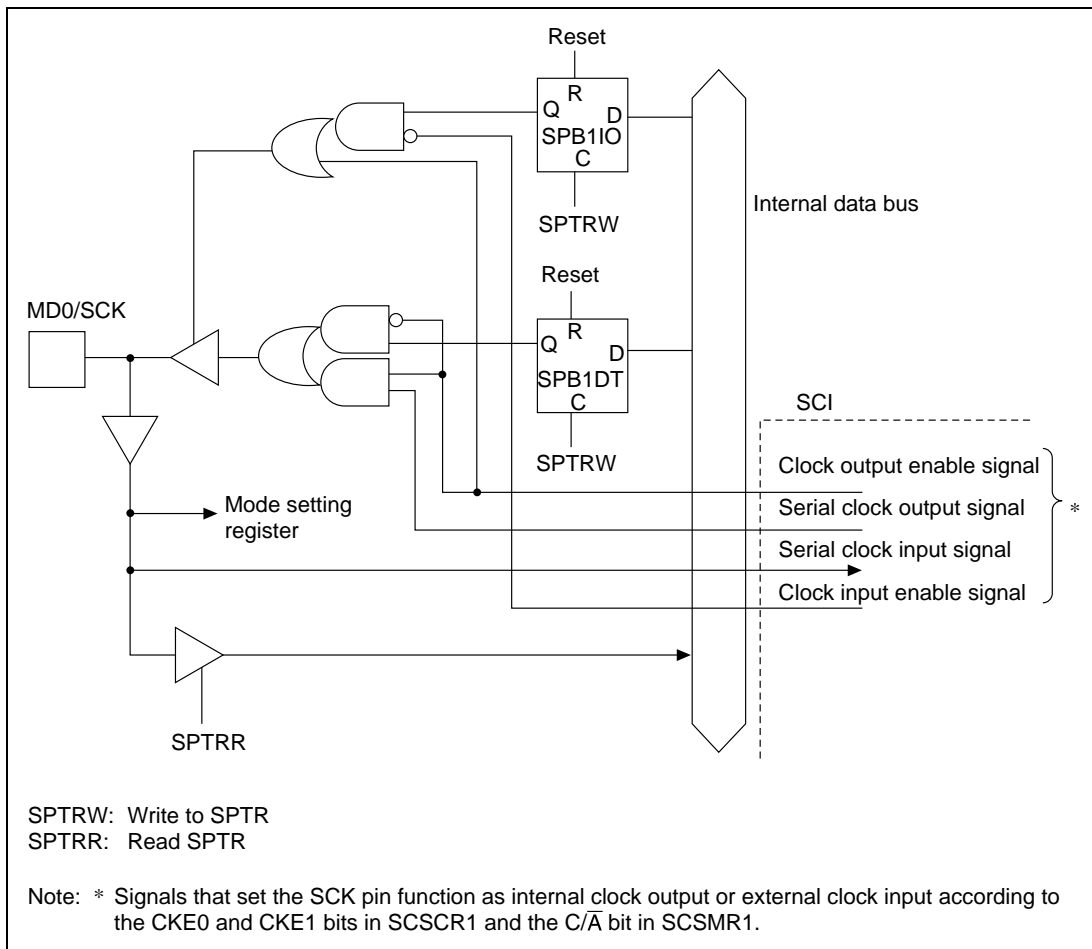 Reset
R
Q
D
SPB1IO
C
SPTRW
Internal data bus
Reset
MD0/SCK
R
Q
D
SPB1DT
C
SPTRW
SCI
Clock output enable signal
Serial clock output signal
*
Mode setting
register
Serial clock input signal
Clock input enable signal
SPTRR
SPTRW: Write to SPTR
SPTRR: Read SPTR
Note: * Signals that set the SCK pin function as internal clock output or external clock input according to
the CKE0 and CKE1 bits in SCSCR1 and the C/A̅ bit in SCSMR1.